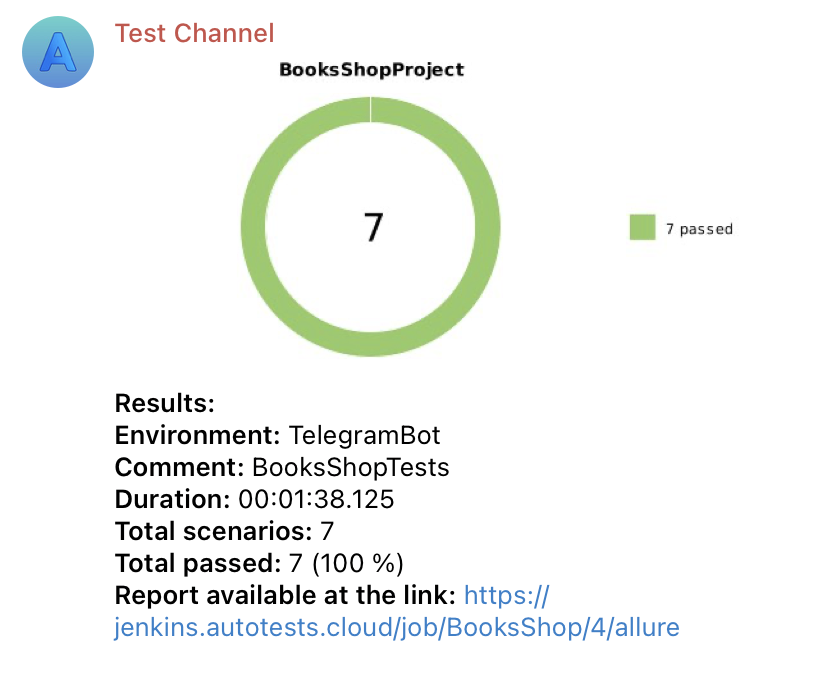 Test Channel
BooksShopProject
7
7 passed
Results:
Environment: TelegramBot
Comment: BooksShopTests
Duration: 00:01:38.125
Total scenarios: 7
Total passed: 7 (100 %)
Report available at the link: https://
jenkins.autotests.cloud/job/BooksShop/4/allure